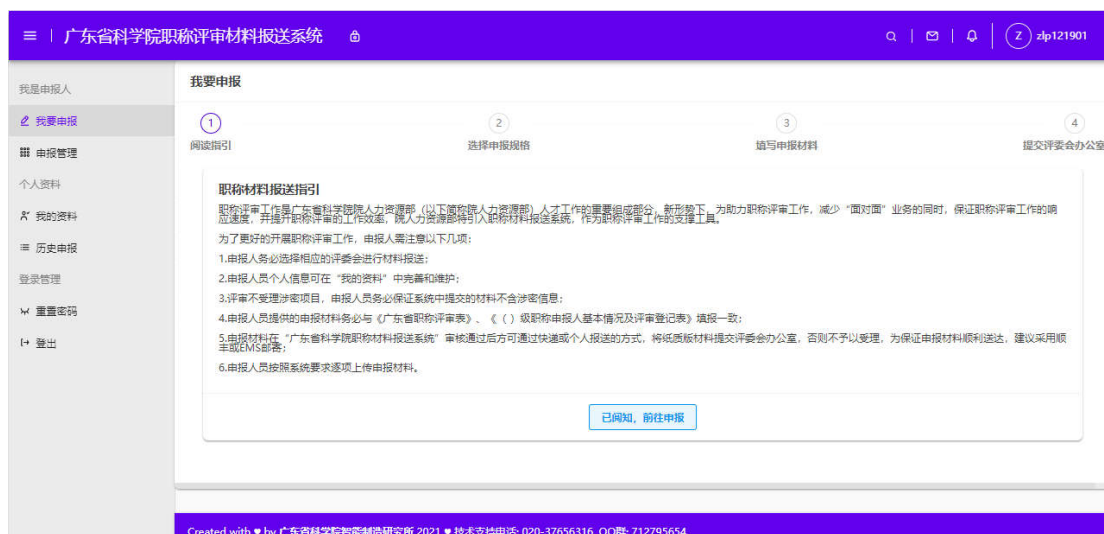 广东省科学院职称评审材料报送系统
Z zlp121901
我是申报人
我要申报
申报管理
个人资料
我的资料
历史申报
登录管理
重置密码
登出
我要申报
1 2 3 4
阅读指引 选择申报规格 填写申报材料 提交评委会办公室
职称材料报送指引
职称评审工作是广东省科学院院人力资源部（以下简称院人力资源部）人才工作的重要组成部分，新形势下，为助力职称评审工作，减少“面对面”业务的同时，保证职称评审工作的响
应速度，并提升职称评审的工作效率，院人力资源部特引入职称材料报送系统，作为职称评审工作的支撑工具。
为了更好的开展职称评审工作，申报人需注意以下几项：
1.申报人务必选择相应的评委会进行材料报送；
2.申报人员个人信息可在“我的资料”中完善和维护；
3.评审不受理涉密项目，申报人员务必保证系统中提交的材料不含涉密信息；
4.申报人员提供的申报材料务必与《广东省职称评审表》、《（ ）级职称申报人基本情况及评审登记表》填报一致；
5.申报材料在“广东省科学院职称材料报送系统”审核通过后方可通过快递或个人报送的方式，将纸质版材料提交评委会办公室，否则不予以受理，为保证申报材料顺利送达，建议采用顺
丰或EMS邮寄；
6.申报人员按照系统要求逐项上传申报材料。
已阅知，前往申报
Created with ♥ by 广东省科学院智能制造研究所 2021 ♥ 技术支持电话: 020-37656316 QQ群: 712795654